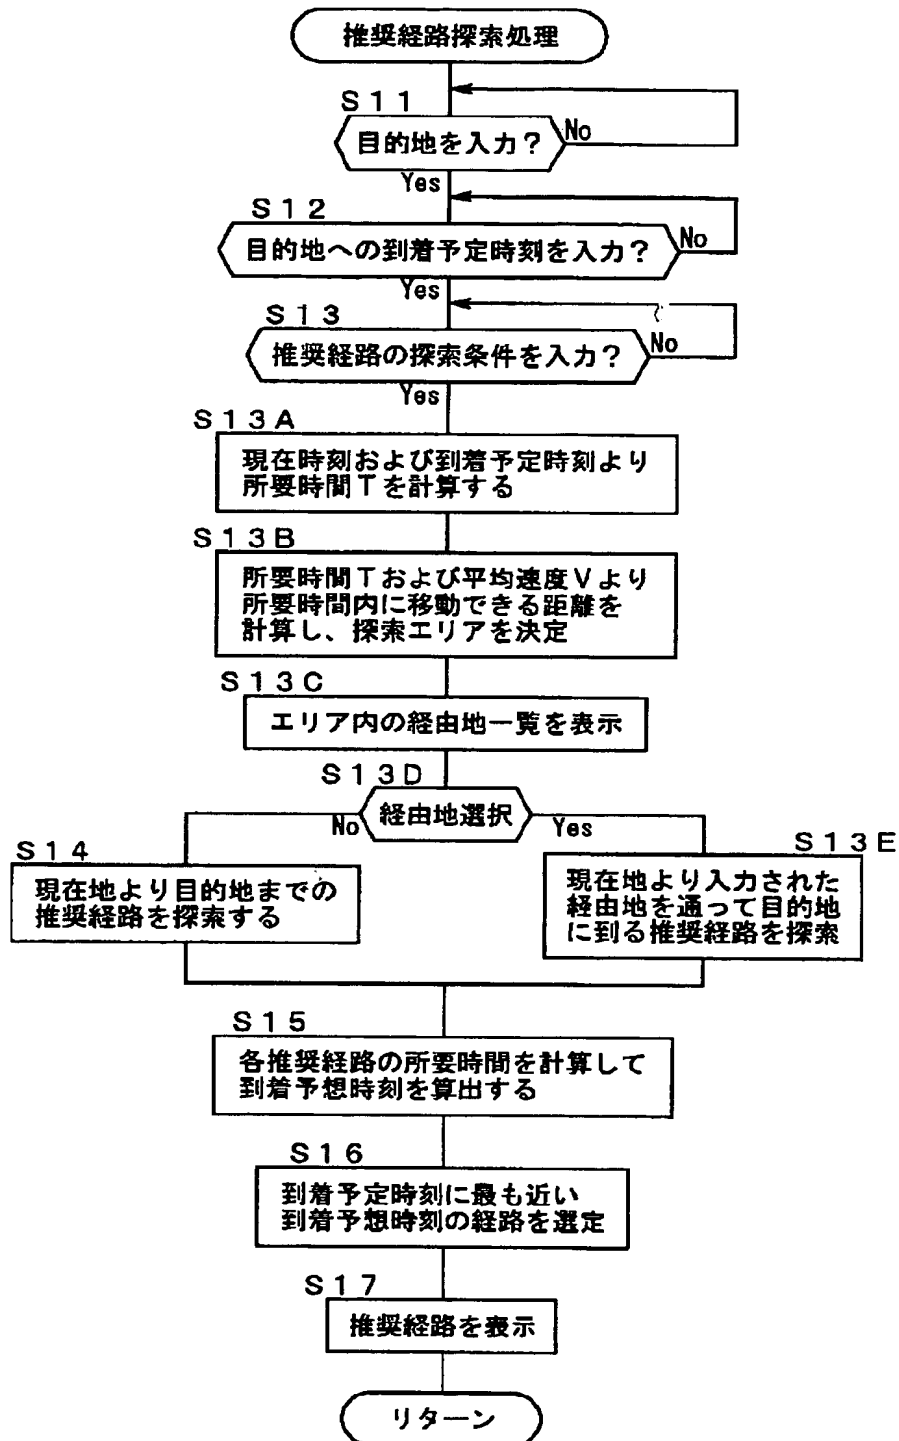 推奨経路探索処理
S11
目的地を入力?
No
Yes
S12
目的地への到着予定時刻を入力?
No
Yes
S13
推奨経路の探索条件を入力?
No
Yes
S13A
現在時刻および到着予定時刻より
所要時間Tを計算する
S13B
所要時間Tおよび平均速度Vより
所要時間内に移動できる距離を
計算し、探索エリアを決定
S13C
エリア内の経由地一覧を表示
S13D
経由地選択
No
Yes
S14
現在地より目的地までの
推奨経路を探索する
S13E
現在地より入力された
経由地を通って目的地
に到る推奨経路を探索
S15
各推奨経路の所要時間を計算して
到着予想時刻を算出する
S16
到着予定時刻に最も近い
到着予想時刻の経路を選定
S17
推奨経路を表示
リターン